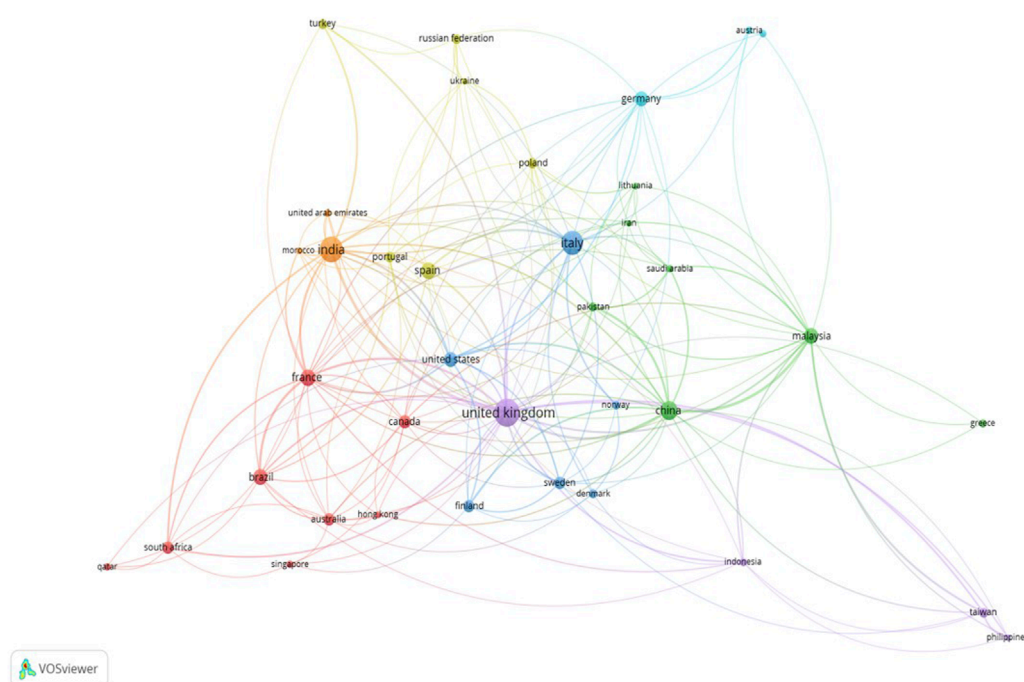 turkey
russian federation
austria
ukraine
germany
poland
lithuania
united arab emirates
iran
morocco
india
italy
portugal
spain
saudi arabia
pakistan
malaysia
united states
france
norway
china
united kingdom
canada
greece
brazil
sweden
denmark
finland
hong kong
australia
south africa
singapore
qatar
indonesia
taiwan
philippine
VOSviewer